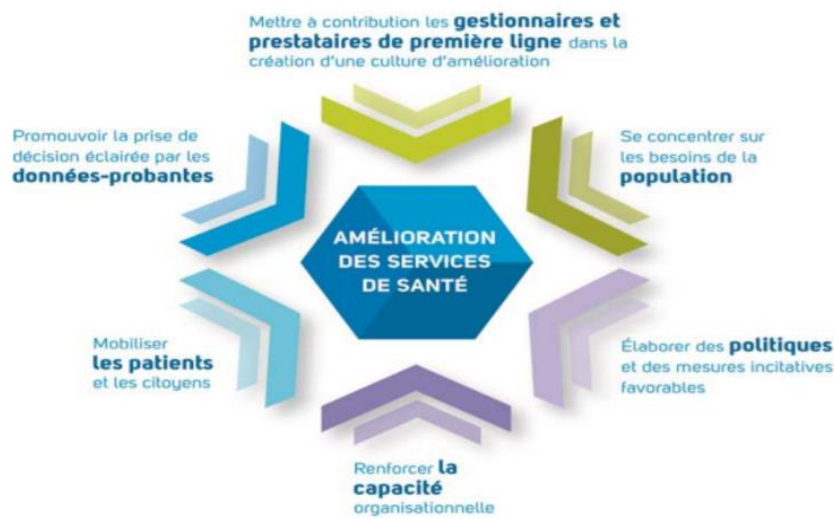 Mettre à contribution les gestionnaires et
prestataires de première ligne dans la
création d'une culture d'amélioration
Promouvoir la prise de
décision éclairée par les
données-probantes
Se concentrer sur
les besoins de la
population
AMÉLIORATION
DES SERVICES
DE SANTÉ
Mobiliser
les patients
et les citoyens
Élaborer des politiques
et des mesures incitatives
favorables
Renforcer la
capacité
organisationnelle